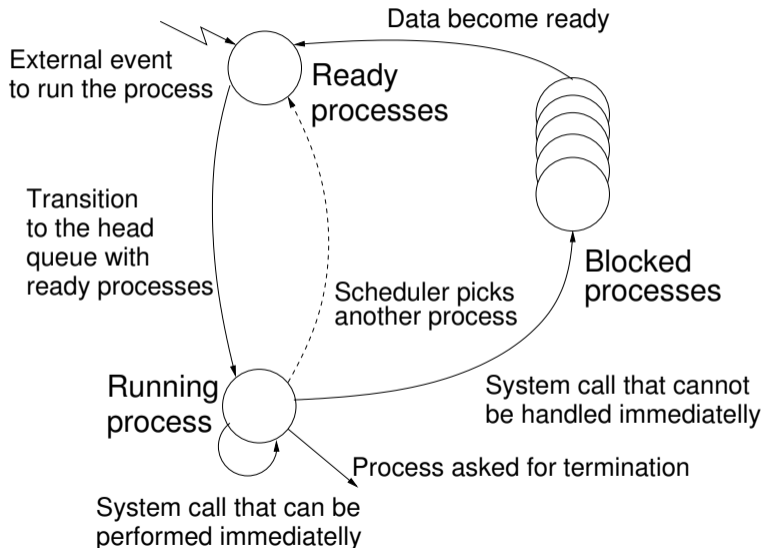 Data become ready
External event
to run the process
Ready
processes
Transition
to the head
queue with
ready processes
Scheduler picks
another process
Blocked
processes
Running
process
System call that cannot
be handled immediatelly
Process asked for termination
System call that can be
performed immediatelly